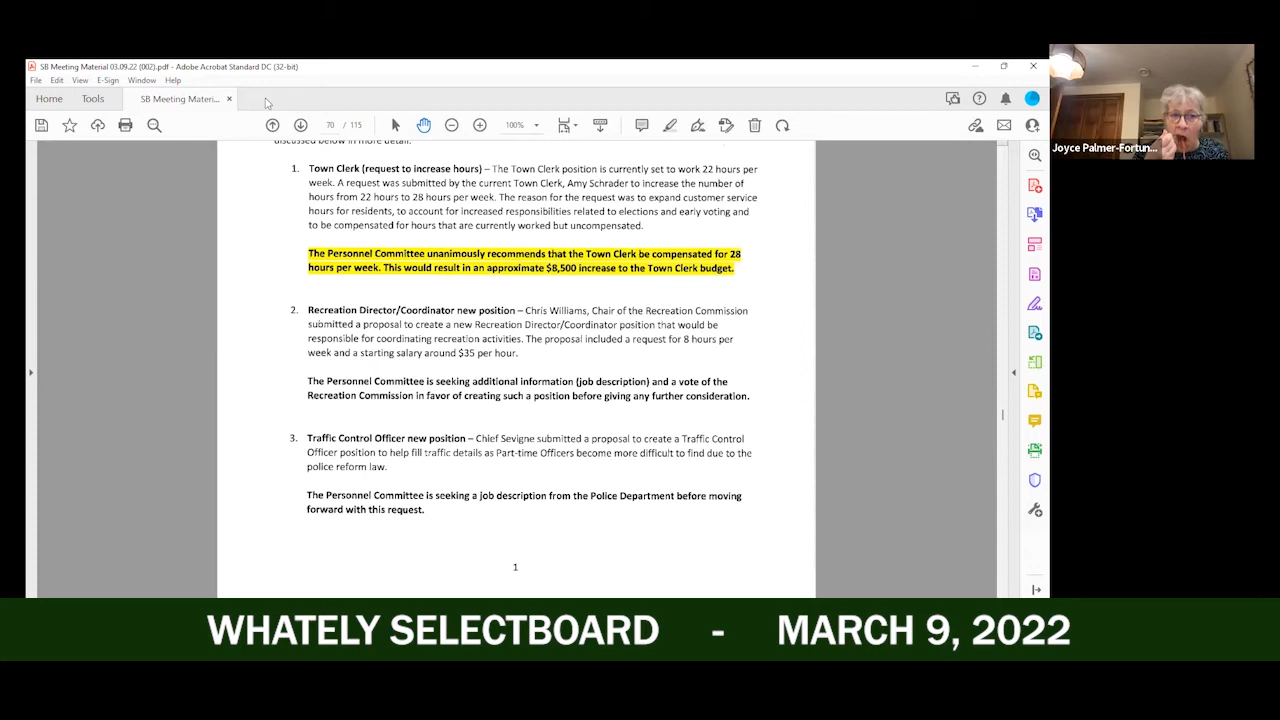 SB Meeting Material 03.09.22 (002).pdf - Adobe Acrobat Standard DC (32-bit)
File Edit View E-Sign Window Help
Home Tools SB Meeting Materi... ×
70 / 115 100%
Joyce Palmer-Fortun...
discussed below in more detail.
1. Town Clerk (request to increase hours) – The Town Clerk position is currently set to work 22 hours per
week. A request was submitted by the current Town Clerk, Amy Schrader to increase the number of
hours from 22 hours to 28 hours per week. The reason for the request was to expand customer service
hours for residents, to account for increased responsibilities related to elections and early voting and
to be compensated for hours that are currently worked but uncompensated.
The Personnel Committee unanimously recommends that the Town Clerk be compensated for 28
hours per week. This would result in an approximate $8,500 increase to the Town Clerk budget.
2. Recreation Director/Coordinator new position – Chris Williams, Chair of the Recreation Commission
submitted a proposal to create a new Recreation Director/Coordinator position that would be
responsible for coordinating recreation activities. The proposal included a request for 8 hours per
week and a starting salary around $35 per hour.
The Personnel Committee is seeking additional information (job description) and a vote of the
Recreation Commission in favor of creating such a position before giving any further consideration.
3. Traffic Control Officer new position – Chief Sevigne submitted a proposal to create a Traffic Control
Officer position to help fill traffic details as Part-time Officers become more difficult to find due to the
police reform law.
The Personnel Committee is seeking a job description from the Police Department before moving
forward with this request.
1
WHATELY SELECTBOARD - MARCH 9, 2022